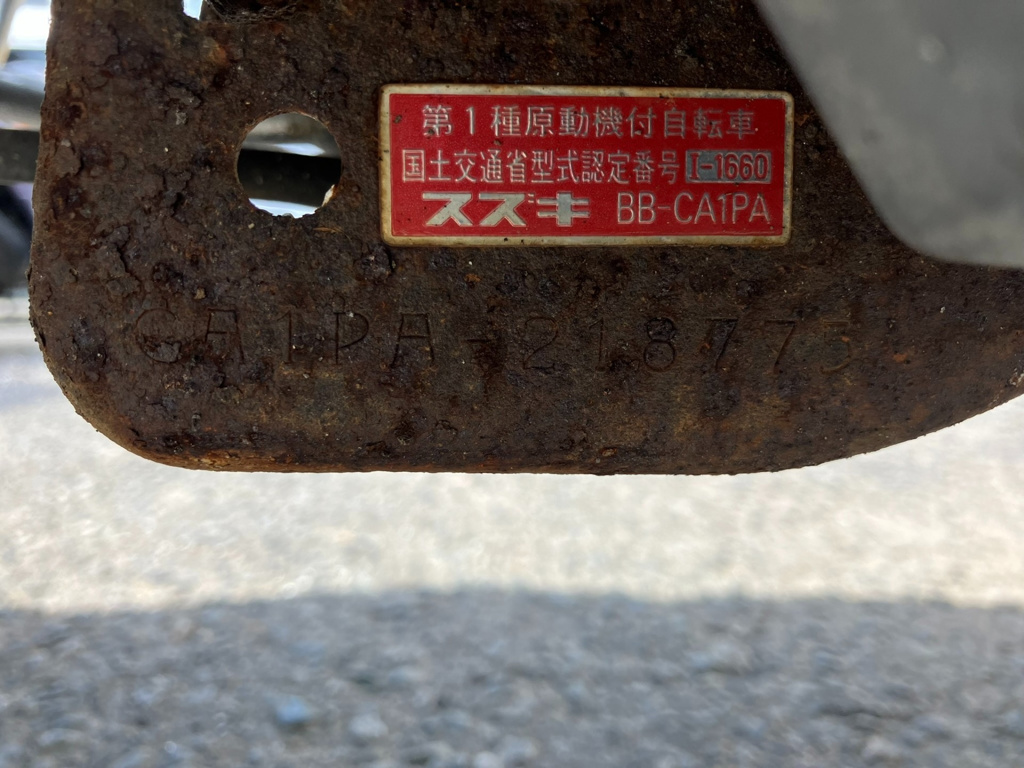 第1種原動機付自転車
国土交通省型式認定番号 I-1660
スズキ BB-CA1PA
CA1PA-218773